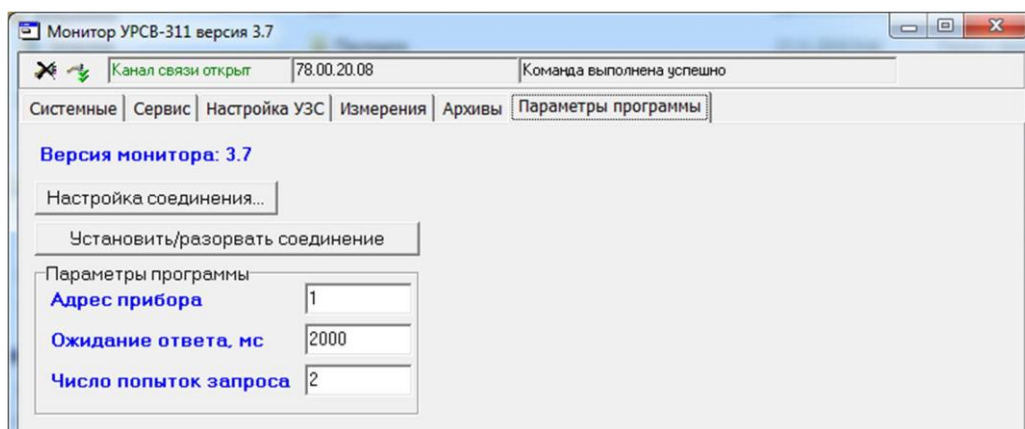 Монитор УРСВ-311 версия 3.7
Канал связи открыт 78.00.20.08 Команда выполнена успешно
Системные Сервис Настройка УЗС Измерения Архивы Параметры программы
Версия монитора: 3.7
Настройка соединения...
Установить/разорвать соединение
Параметры программы
Адрес прибора 1
Ожидание ответа, мс 2000
Число попыток запроса 2